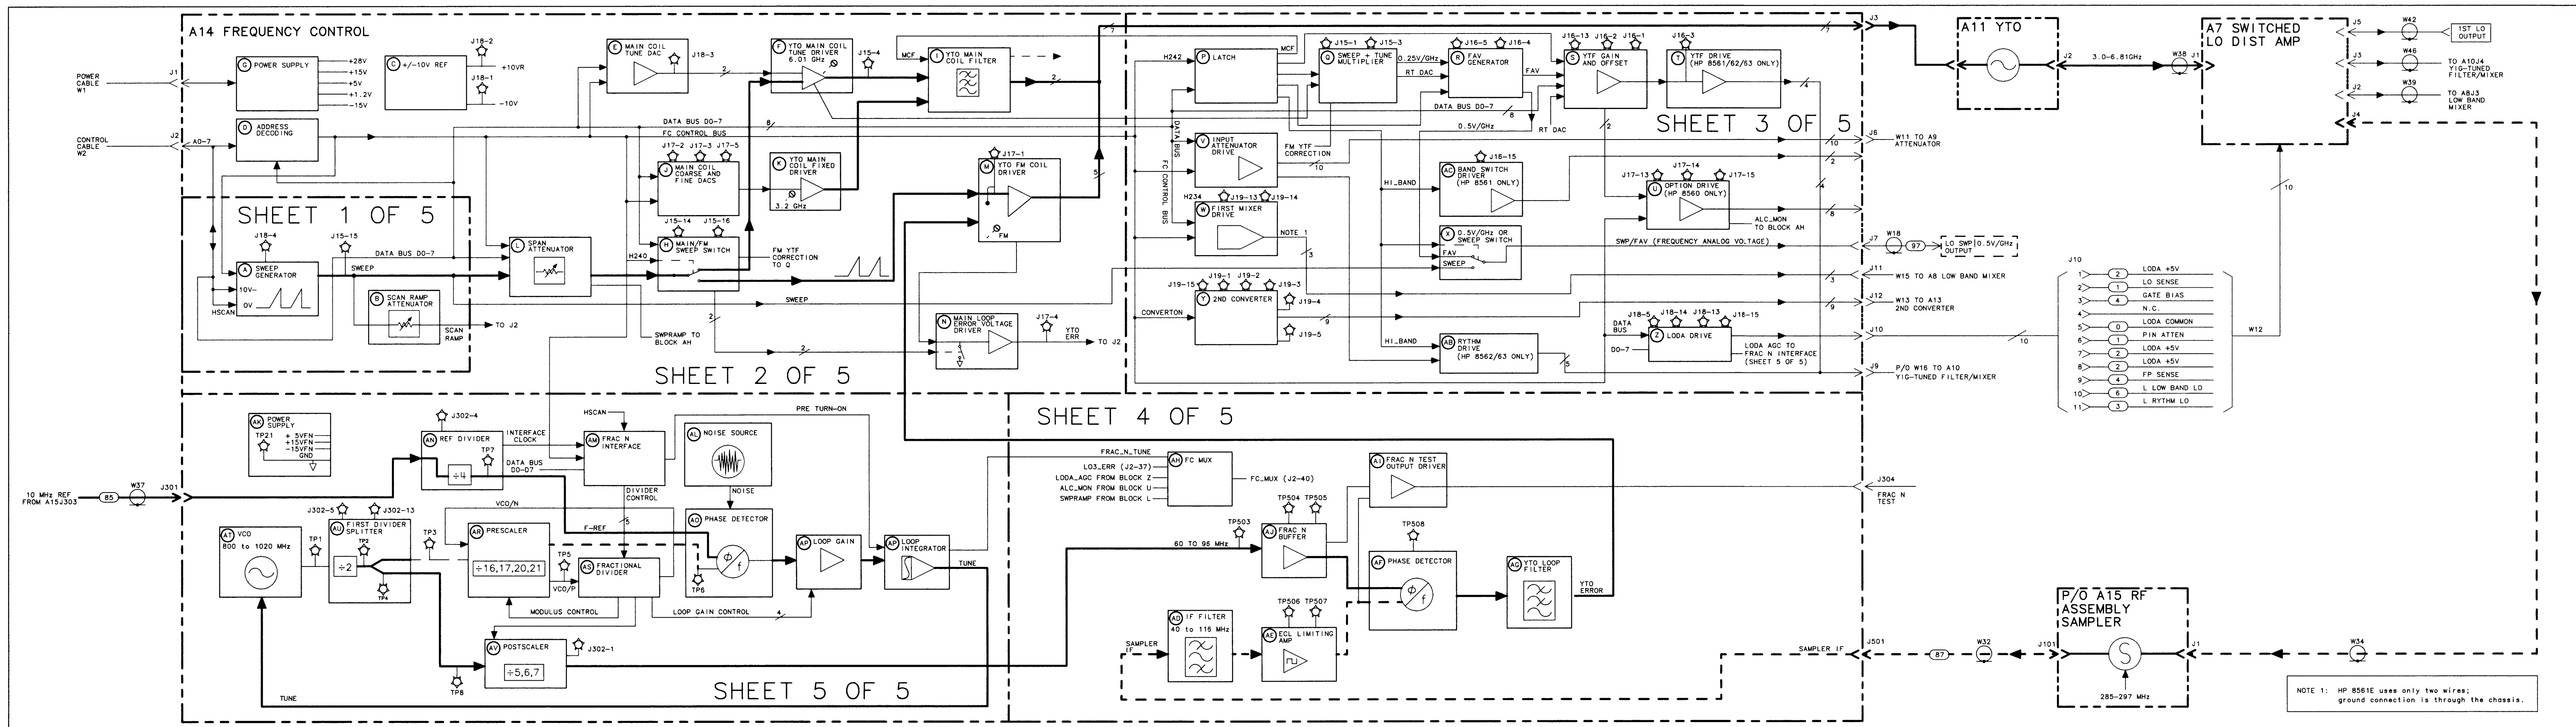 A14 FREQUENCY CONTROL
POWER
CABLE
W1
J1
CONTROL
CABLE
W2
J2
A0-7
G POWER SUPPLY
+28V
+15V
+5V
+1.2V
-15V
C +/-10V REF
J18-2
+10VR
J18-1
-10V
D ADDRESS
DECODING
SHEET 1 OF 5
J18-4
A SWEEP
GENERATOR
10V-
0V
HSCAN
J15-15
SWEEP
B SCAN RAMP
ATTENUATOR
SCAN
RAMP
TO J2
DATA BUS D0-7
E MAIN COIL
TUNE DAC
J18-3
2
F YTO MAIN COIL
TUNE DRIVER
6.01 GHz
J15-4
MCF
I YTO MAIN
COIL FILTER
2
7
DATA BUS D0-7
8
FC CONTROL BUS
J17-2 J17-3 J17-5
J MAIN COIL
COARSE AND
FINE DACS
K YTO MAIN
COIL FIXED
DRIVER
3.2 GHz
J17-1
M YTO FM COIL
DRIVER
FM
5
L SPAN
ATTENUATOR
J15-14 J15-16
H MAIN/FM
SWEEP SWITCH
H240
FM YTF
CORRECTION
TO Q
SWEEP
SWPRAMP TO
BLOCK AH
2
2
N MAIN LOOP
ERROR VOLTAGE
DRIVER
J17-4
YTO
ERR
TO J2
SHEET 2 OF 5
H242
P LATCH
MCF
J15-1 J15-3
Q SWEEP + TUNE
MULTIPLIER
0.25V/GHz
RT DAC
J16-5 J16-4
R FAV
GENERATOR
FAV
J16-13 J16-2 J16-1
S YTF GAIN
AND OFFSET
J16-3
T YTF DRIVE
(HP 8561/62/63 ONLY)
4
7
DATA BUS D0-7
8
0.5V/GHz
RT DAC
2
SHEET 3 OF 5
DATA BUS
FC CONTROL BUS
V INPUT
ATTENUATOR
DRIVE
FM YTF
CORRECTION
10
HI_BAND
J16-15
AC BAND SWITCH
DRIVER
(HP 8561 ONLY)
10
2
4
J17-13 J17-14 J17-15
U OPTION DRIVE
(HP 8560 ONLY)
8
ALC_MON
TO BLOCK AH
H234
J19-13 J19-14
W FIRST MIXER
DRIVE
NOTE 1
3
X 0.5V/GHz OR
SWEEP SWITCH
FAV
SWEEP
SWP/FAV (FREQUENCY ANALOG VOLTAGE)
3
J19-15 J19-1 J19-2 J19-3
Y 2ND CONVERTER
J19-4
J19-5
CONVERTON
9
9
HI_BAND
AB RYTHM
DRIVE
(HP 8562/63 ONLY)
5
J18-5 J18-14 J18-13 J18-15
DATA
BUS
D0-7
Z LODA DRIVE
LODA AGC TO
FRAC N INTERFACE
(SHEET 5 OF 5)
J3
J6
W11 TO A9
ATTENUATOR
J7
W18
97
LO SWP|0.5V/GHz
OUTPUT
J11
W15 TO A8 LOW BAND MIXER
J12
W13 TO A13
2ND CONVERTER
J10
10
J9
P/O W16 TO A10
YIG-TUNED FILTER/MIXER
A11 YTO
J2
3.0-6.81GHz
W38
J1
A7 SWITCHED
LO DIST AMP
J5
W42
1ST LO
OUTPUT
J3
W46
TO A10J4
YIG-TUNED
FILTER/MIXER
J2
W39
TO A8J3
LOW BAND
MIXER
J4
10
J10
1 2 LODA +5V
2 1 LO SENSE
3 4 GATE BIAS
4 N.C.
5 0 LODA COMMON
6 1 PIN ATTEN
7 2 LODA +5V
8 2 LODA +5V
9 4 FP SENSE
10 6 L LOW BAND LO
11 3 L RYTHM LO
W12
AK POWER
SUPPLY
TP21
+ 5VFN
+15VFN
-15VFN
GND
J302-4
AN REF DIVIDER
TP7
÷4
INTERFACE
CLOCK
DATA BUS
D0-D7
HSCAN
AM FRAC N
INTERFACE
PRE TURN-ON
AL NOISE SOURCE
NOISE
DIVIDER
CONTROL
5
10 MHz REF
FROM A15J303
85
W37
J301
AT VCO
800 to 1020 MHz
TP1
J302-5 J302-13
AU FIRST DIVIDER
SPLITTER
TP2
÷2
TP4
TP3
VCO/N
AR PRESCALER
÷16,17,20,21
TP5
VCO/P
F-REF
AS FRACTIONAL
DIVIDER
AO PHASE DETECTOR
Φ/f
TP6
AP LOOP GAIN
AP LOOP
INTEGRATOR
TUNE
MODULUS CONTROL
LOOP GAIN CONTROL
4
AV POSTSCALER
÷5,6,7
J302-1
TP8
TUNE
SHEET 5 OF 5
SHEET 4 OF 5
FRAC_N_TUNE
LO3_ERR (J2-37)
LODA_AGC FROM BLOCK Z
ALC_MON FROM BLOCK U
SWPRAMP FROM BLOCK L
AH FC MUX
FC_MUX (J2-40)
AI FRAC N TEST
OUTPUT DRIVER
J304
FRAC N
TEST
60 TO 96 MHz
TP503
TP504 TP505
AJ FRAC N
BUFFER
TP508
AF PHASE DETECTOR
Φ/f
AG YTO LOOP
FILTER
YTO
ERROR
SAMPLER
IF
AD IF FILTER
40 to 116 MHz
TP506 TP507
AE ECL LIMITING
AMP
SAMPLER IF
J501
87
W32
J101
P/O A15 RF
ASSEMBLY
SAMPLER
S
285-297 MHz
J1
W34
NOTE 1: HP 8561E uses only two wires;
ground connection is through the chassis.